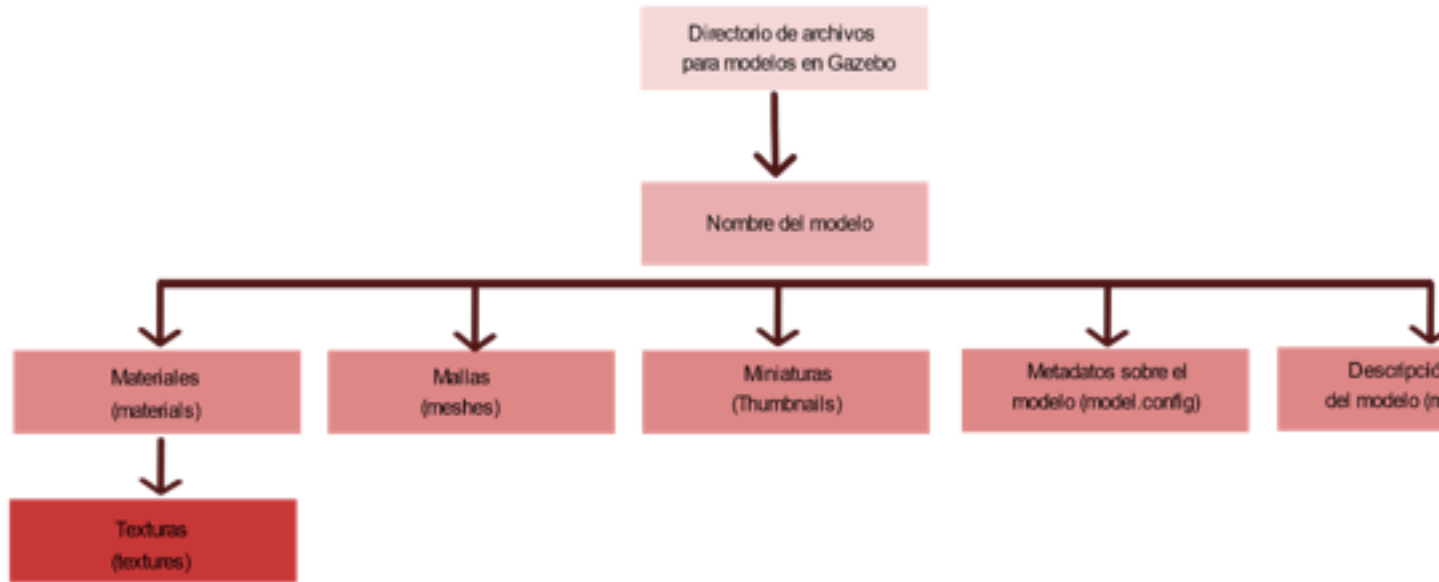 Directorio de archivos
para modelos en Gazebo
Nombre del modelo
Materiales
(materials)
Mallas
(meshes)
Miniaturas
(Thumbnails)
Metadatos sobre el
modelo (model.config)
del modelo
Texturas
(textures)